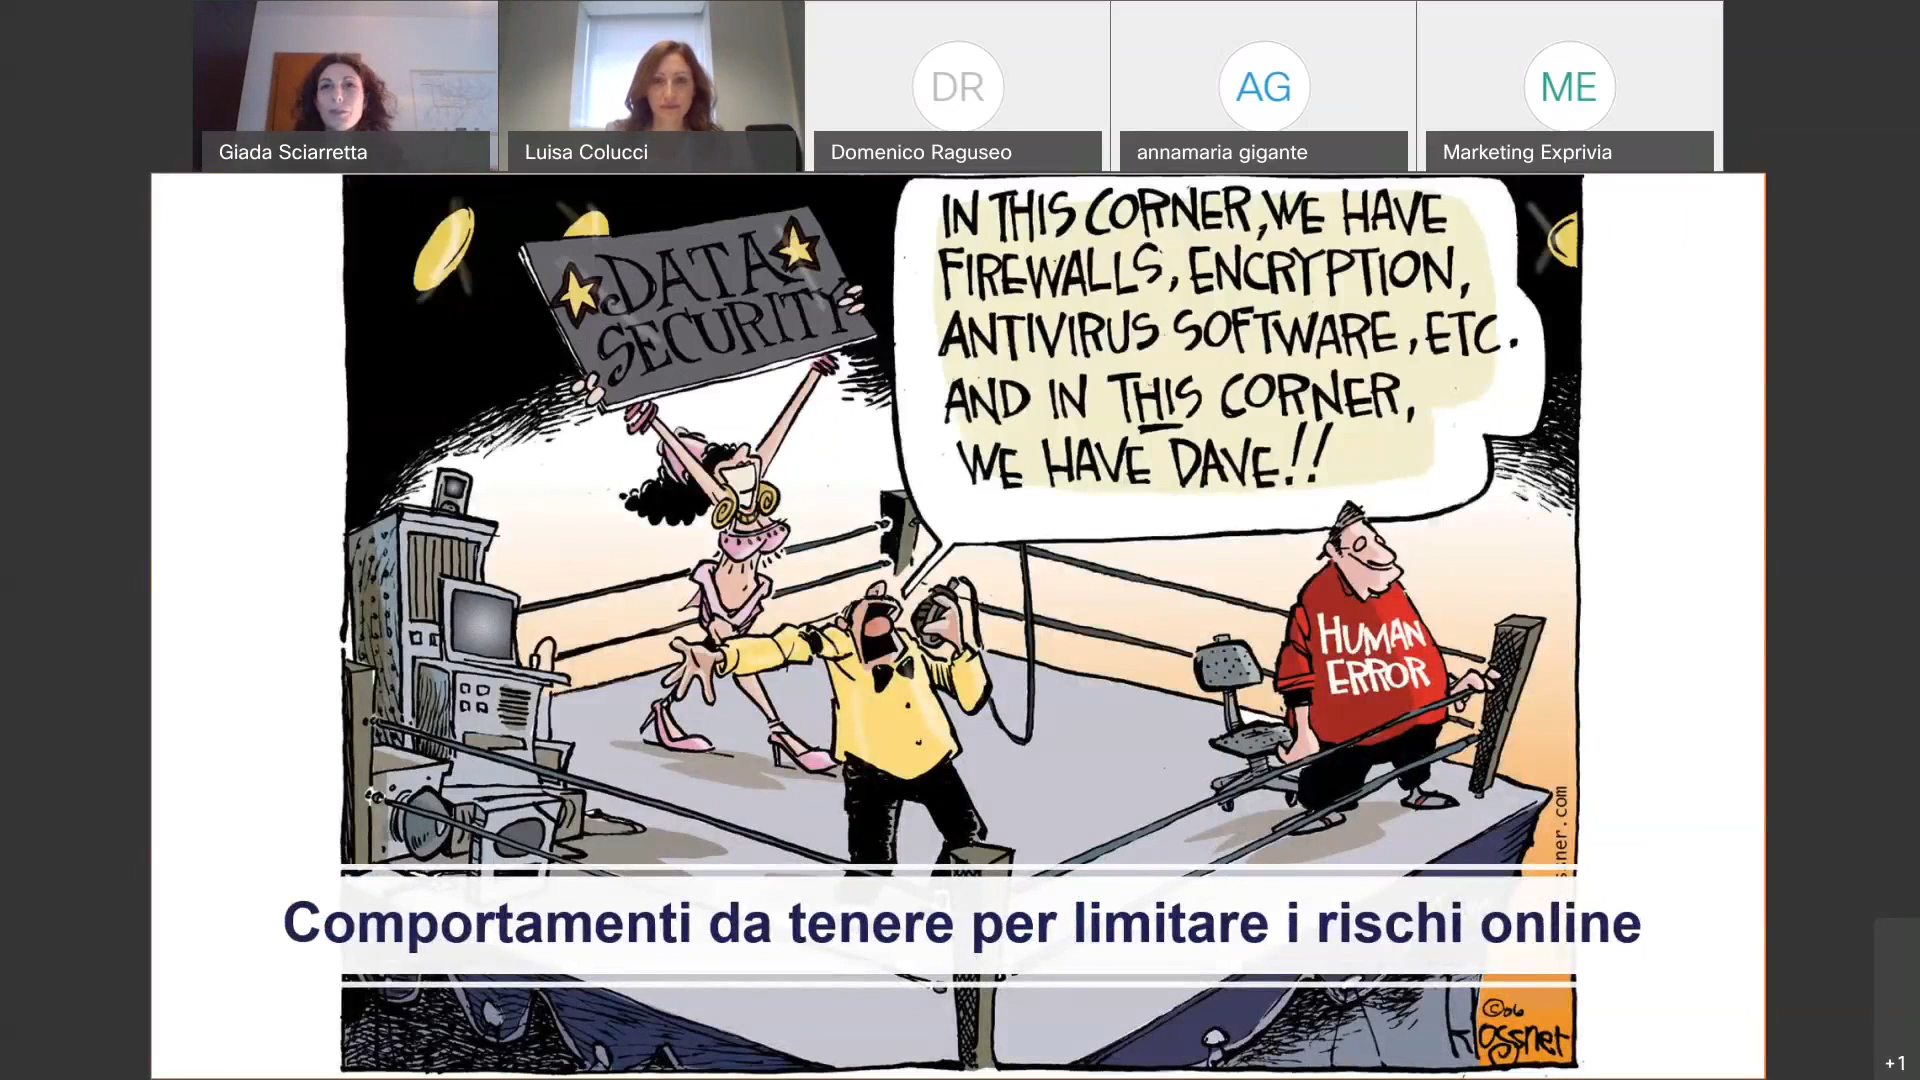 DR
AG
ME
Giada Sciarretta
Luisa Colucci
Domenico Raguseo
annamaria gigante
Marketing Exprivia
DATA
SECURITY
IN THIS CORNER, WE HAVE
FIREWALLS, ENCRYPTION,
ANTIVIRUS SOFTWARE, ETC.
AND IN THIS CORNER,
WE HAVE DAVE!!
HUMAN
ERROR
Comportamenti da tenere per limitare i rischi online
©06
+1